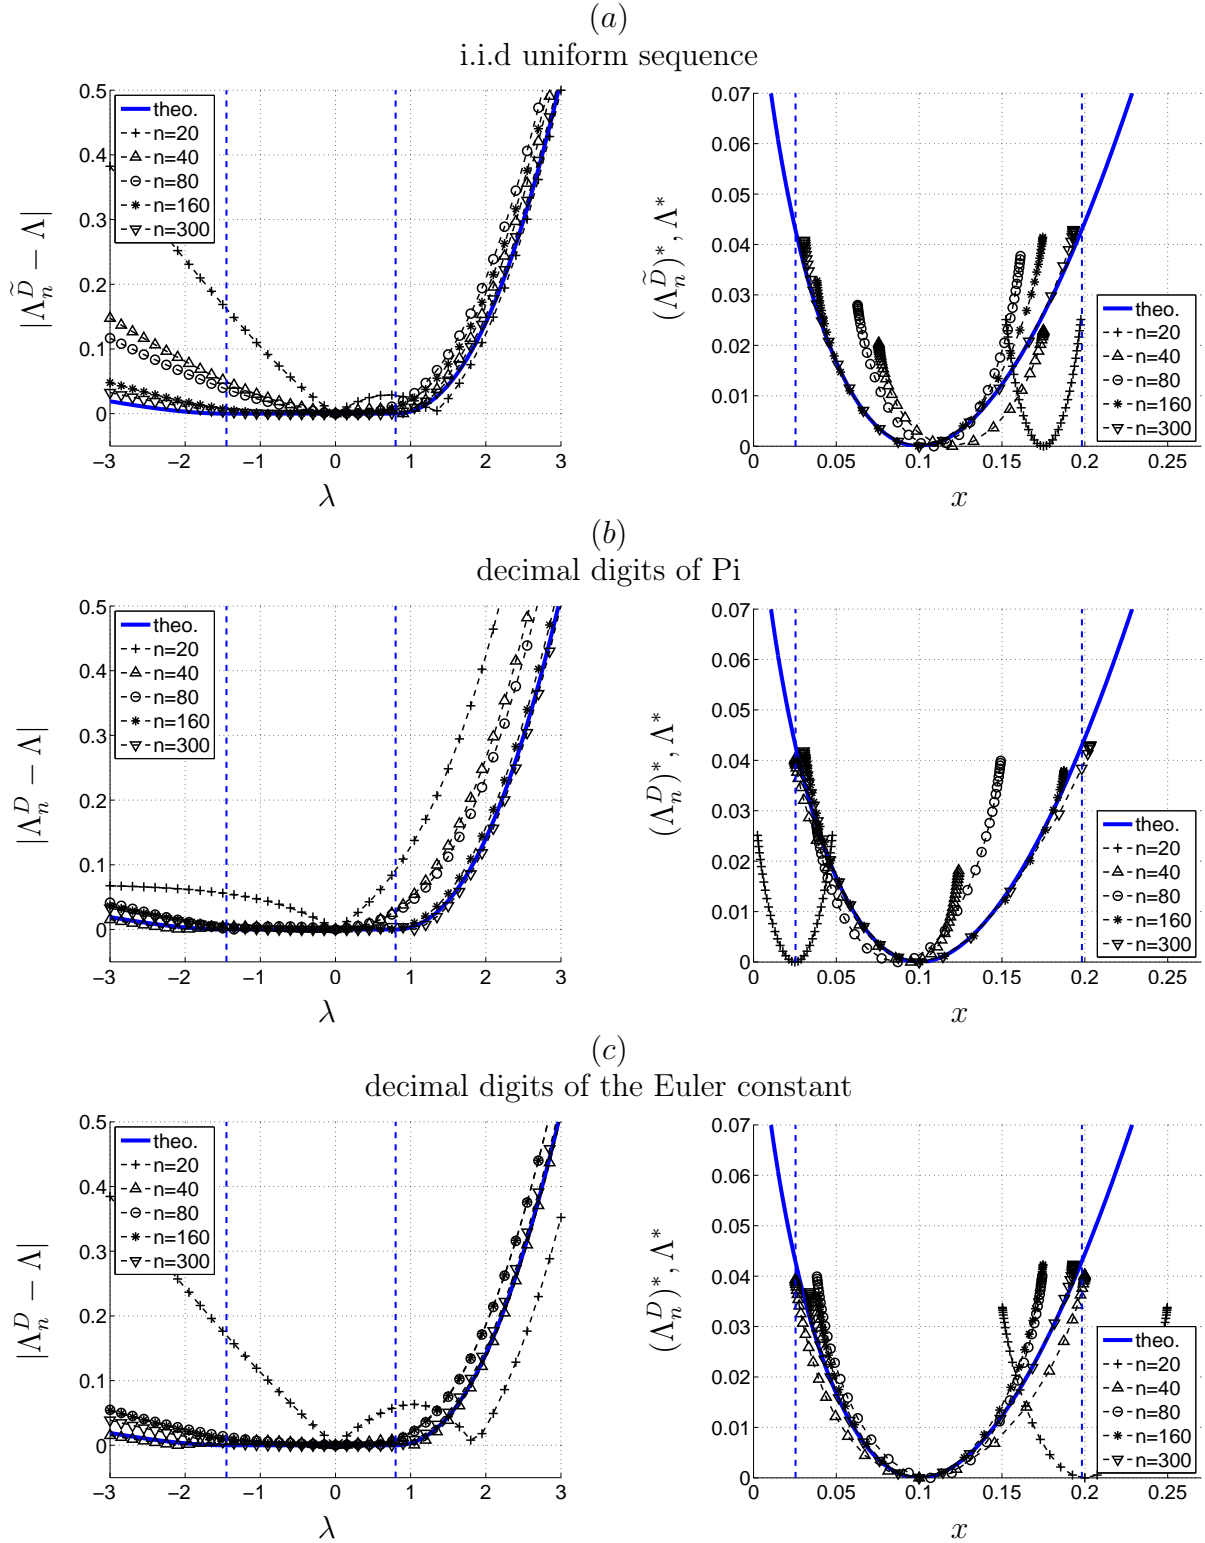 (a)
i.i.d uniform sequence
0.5
0.4
0.3
0.2
0.1
0
−3
−2
−1
0
1
2
3
theo.
n=20
n=40
n=80
n=160
n=300
|Λ̃_n^D − Λ|
λ
0.07
0.06
0.05
0.04
0.03
0.02
0.01
0
0
0.05
0.1
0.15
0.2
0.25
theo.
n=20
n=40
n=80
n=160
n=300
(Λ̃_n^D)*, Λ*
x
(b)
decimal digits of Pi
0.5
0.4
0.3
0.2
0.1
0
−3
−2
−1
0
1
2
3
theo.
n=20
n=40
n=80
n=160
n=300
|Λ_n^D − Λ|
λ
0.07
0.06
0.05
0.04
0.03
0.02
0.01
0
0
0.05
0.1
0.15
0.2
0.25
theo.
n=20
n=40
n=80
n=160
n=300
(Λ_n^D)*, Λ*
x
(c)
decimal digits of the Euler constant
0.5
0.4
0.3
0.2
0.1
0
−3
−2
−1
0
1
2
3
theo.
n=20
n=40
n=80
n=160
n=300
|Λ_n^D − Λ|
λ
0.07
0.06
0.05
0.04
0.03
0.02
0.01
0
0
0.05
0.1
0.15
0.2
0.25
theo.
n=20
n=40
n=80
n=160
n=300
(Λ_n^D)*, Λ*
x